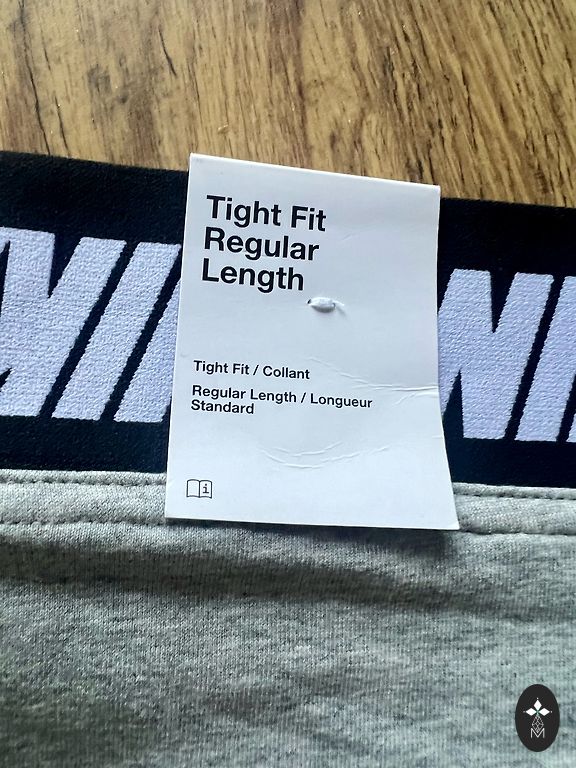 Tight Fit
Regular
Length
Tight Fit / Collant
Regular Length / Longueur
Standard
i
M